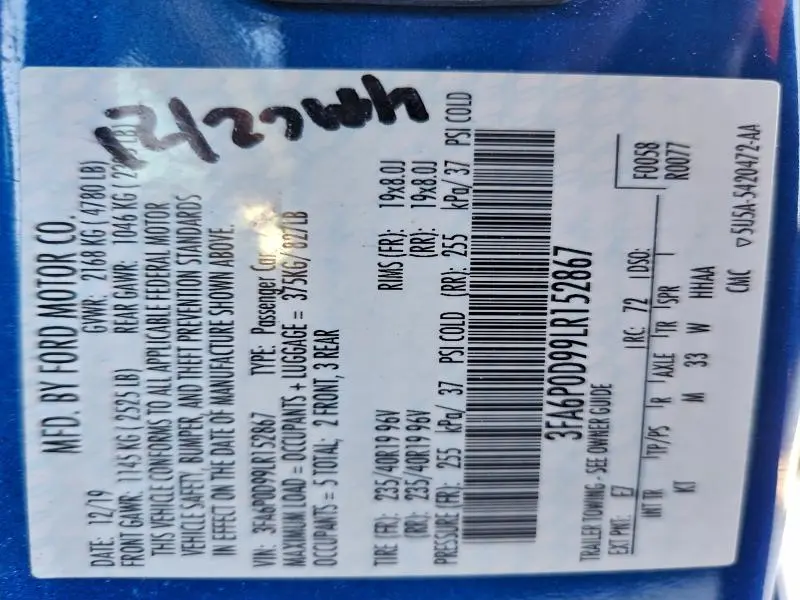 MFD. BY FORD MOTOR CO.
DATE: 12/19 GVWR: 2168 KG ( 4780 LB)
FRONT GAWR: 1145 KG ( 2525 LB) REAR GAWR: 1046 KG (
THIS VEHICLE CONFORMS TO ALL APPLICABLE FEDERAL MOTOR
VEHICLE SAFETY, BUMPER, AND THEFT PREVENTION STANDARDS
IN EFFECT ON THE DATE OF MANUFACTURE SHOWN ABOVE.
VIN: 3FA6P0D99LR152867 TYPE: Passenger Car
MAXIMUM LOAD = OCCUPANTS + LUGGAGE = 375KG/ 827LB
OCCUPANTS = 5 TOTAL; 2 FRONT, 3 REAR
TIRE (FR): 235/40R19 96V RIMS (FR): 19x8.0J
(RR): 235/40R19 96V (RR): 19x8.0J
PRESSURE (FR): 255 kPa/ 37 PSI COLD (RR): 255 kPa/ 37 PSI COLD
3FA6P0D99LR152867
TRAILER TOWING - SEE OWNER GUIDE
F0058
R0077
EXT PNT: E7 RC: 72 DSO:
INT TR TP/PS R AXLE TR SPR
KT M 33 W HHAA
CMC ▽5U5A-5420472-AA